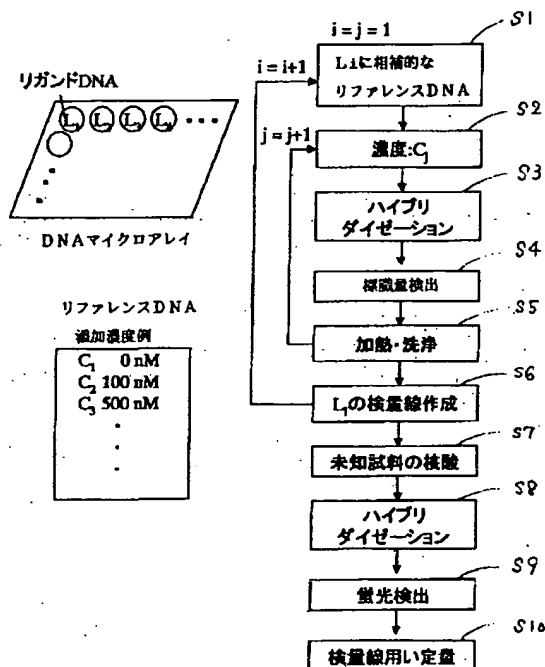 リガンドDNA
L₁ L₂ L₃ L₄ •••
DNAマイクロアレイ
リファレンスDNA
添加濃度例
C₁ 0 nM
C₂ 100 nM
C₃ 500 nM
i = j = 1
i = i+1
j = j+1
S1
Liに相補的な
リファレンスDNA
S2
濃度:Cj
S3
ハイブリ
ダイゼーション
S4
標識量検出
S5
加熱・洗浄
S6
L₁の検量線作成
S7
未知試料の核酸
S8
ハイブリ
ダイゼーション
S9
蛍光検出
S10
検量線用い定量